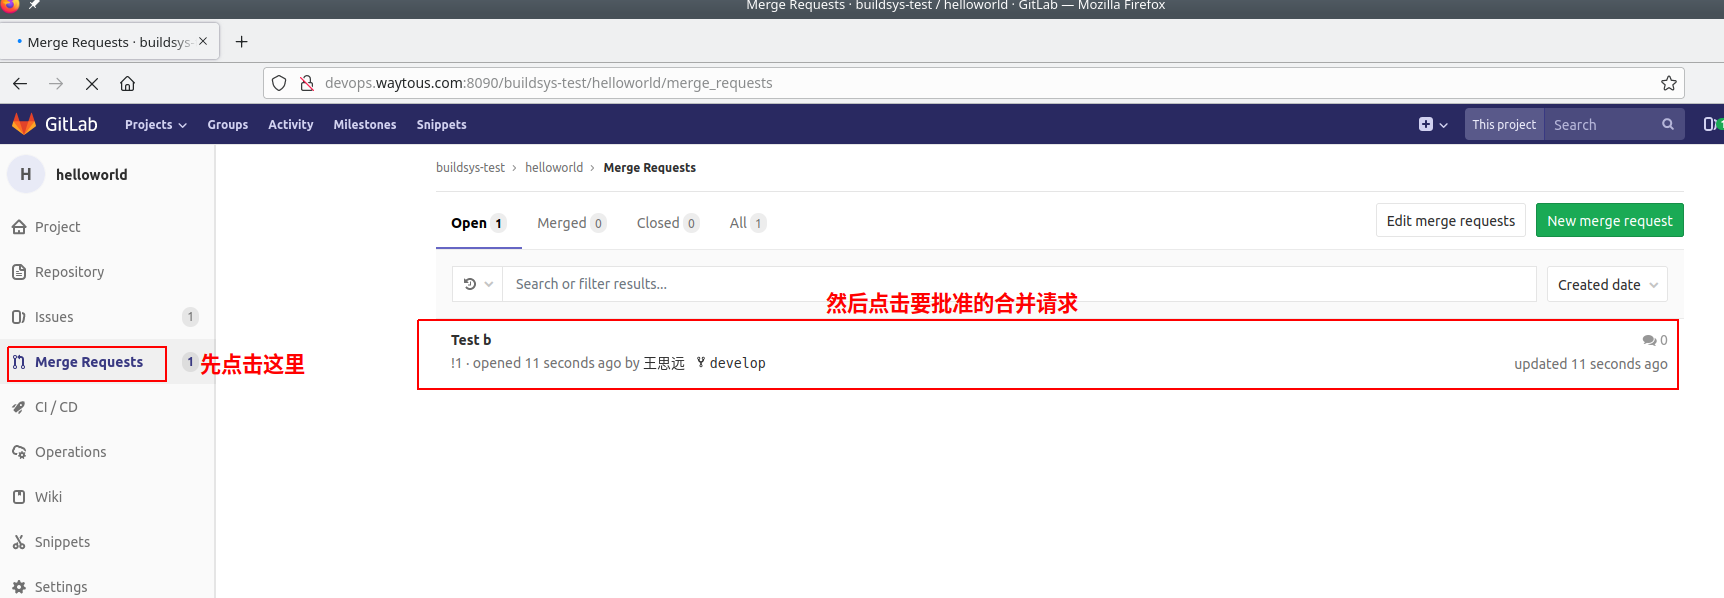 Merge Requests · buildsys-test / helloworld · GitLab — Mozilla Firefox
Merge Requests · buildsys-
devops.waytous.com:8090/buildsys-test/helloworld/merge_requests
GitLab Projects Groups Activity Milestones Snippets This project Search
H helloworld
buildsys-test › helloworld › Merge Requests
Project
Open 1 Merged 0 Closed 0 All 1 Edit merge requests New merge request
Repository
Search or filter results... Created date
然后点击要批准的合并请求
Issues 1
Test b 0
Merge Requests 1 先点击这里
!1 · opened 11 seconds ago by 王思远 develop updated 11 seconds ago
CI / CD
Operations
Wiki
Snippets
Settings